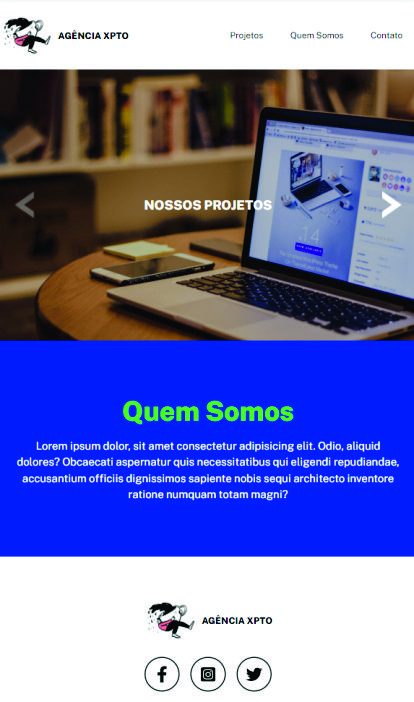 AGÊNCIA XPTO
Projetos
Quem Somos
Contato
NOSSOS PROJETOS
Quem Somos
Lorem ipsum dolor, sit amet consectetur adipisicing elit. Odio, aliquid
dolores? Obcaecati aspernatur quis necessitatibus qui eligendi repudiandae,
accusantium officiis dignissimos sapiente nobis sequi architecto inventore
ratione numquam totam magni?
AGÊNCIA XPTO